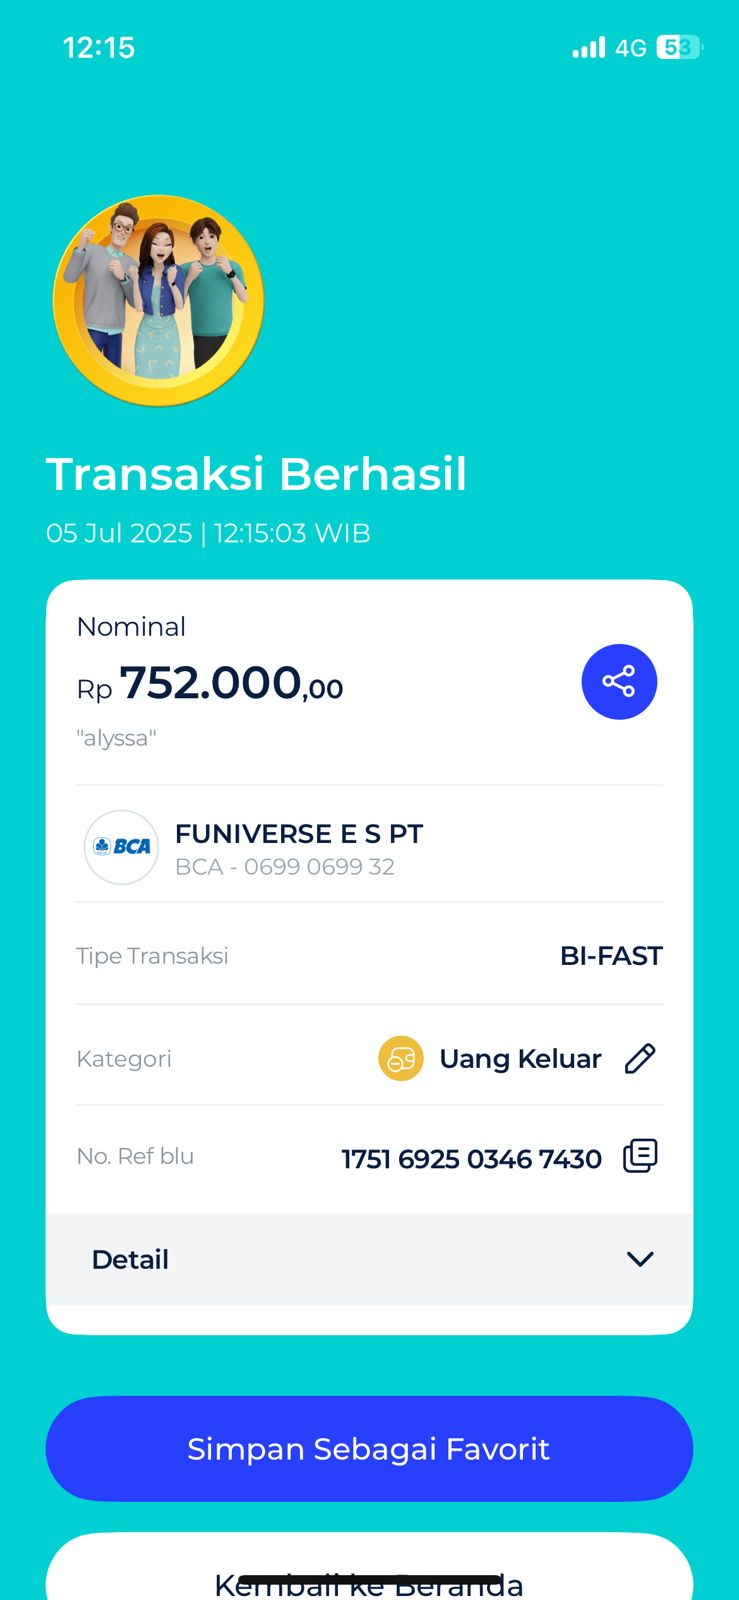 12:15
4G 53
Transaksi Berhasil
05 Jul 2025 | 12:15:03 WIB
Nominal
Rp 752.000,00
"alyssa"
BCA
FUNIVERSE E S PT
BCA - 0699 0699 32
Tipe Transaksi BI-FAST
Kategori Uang Keluar
No. Ref blu 1751 6925 0346 7430
Detail
Simpan Sebagai Favorit
Kembali ke Beranda